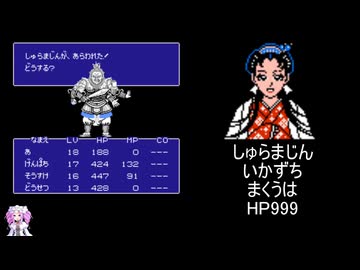 しゅらまじんが、あらわれた!
どうする?
なまえ LV HP MP CO
あ 18 188 0 ---
げんぱち 17 424 132 ---
そうすけ 16 447 91 ---
どうせつ 13 428 0 ---
しゅらまじん
いかずち
まくうは
HP999